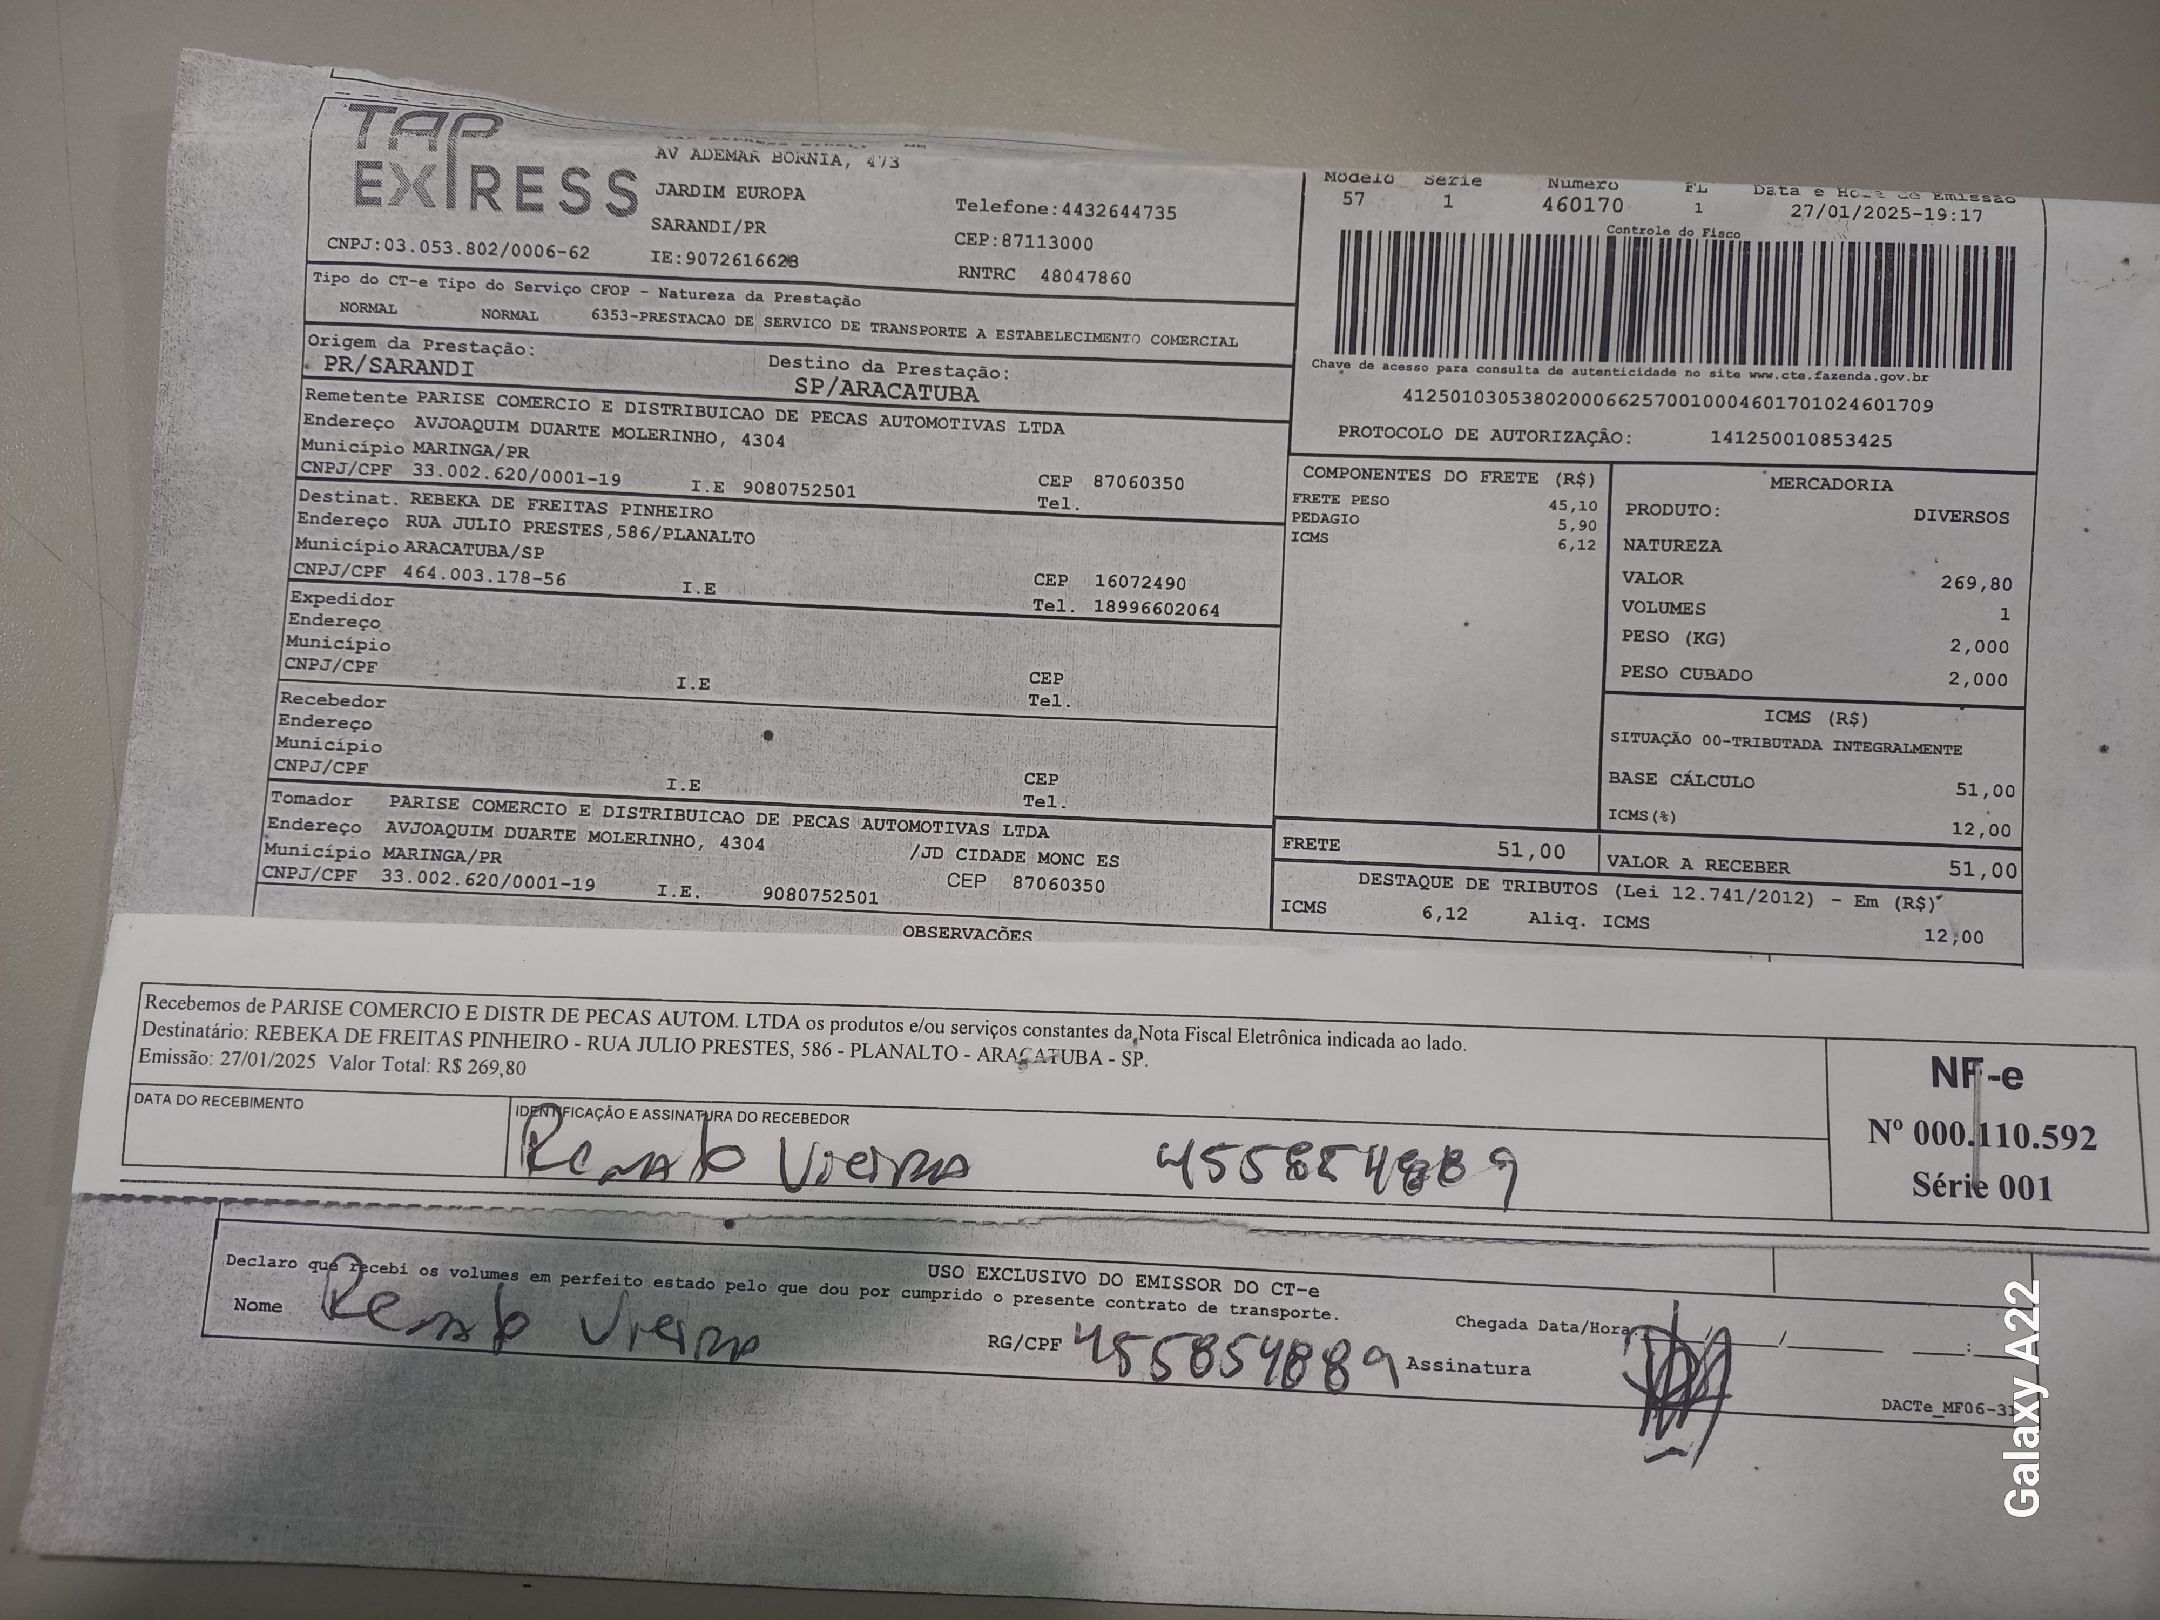 TAP EXPRESS
AV ADEMAR BORNIA, 473
JARDIM EUROPA
SARANDI/PR
Telefone:4432644735
CEP:87113000
CNPJ:03.053.802/0006-62
IE:9072616628
RNTRC 48047860
Modelo Serie Numero FL Data e Hora de Emissão
57 1 460170 1 27/01/2025-19:17
Controle do Fisco
Chave de acesso para consulta de autenticidade no site www.cte.fazenda.gov.br
41250103053802000662570010004601701024601709
PROTOCOLO DE AUTORIZAÇÃO: 141250010853425
Tipo do CT-e Tipo do Serviço CFOP - Natureza da Prestação
NORMAL NORMAL 6353-PRESTACAO DE SERVICO DE TRANSPORTE A ESTABELECIMENTO COMERCIAL
Origem da Prestação: Destino da Prestação:
PR/SARANDI SP/ARACATUBA
Remetente PARISE COMERCIO E DISTRIBUICAO DE PECAS AUTOMOTIVAS LTDA
Endereço AVJOAQUIM DUARTE MOLERINHO, 4304
Município MARINGA/PR CEP 87060350
CNPJ/CPF 33.002.620/0001-19 I.E 9080752501 Tel.
Destinat. REBEKA DE FREITAS PINHEIRO
Endereço RUA JULIO PRESTES,586/PLANALTO
Município ARACATUBA/SP CEP 16072490
CNPJ/CPF 464.003.178-56 I.E Tel. 18996602064
Expedidor
Endereço
Município CEP
CNPJ/CPF I.E Tel.
Recebedor
Endereço
Município CEP
CNPJ/CPF I.E Tel.
Tomador PARISE COMERCIO E DISTRIBUICAO DE PECAS AUTOMOTIVAS LTDA
Endereço AVJOAQUIM DUARTE MOLERINHO, 4304 /JD CIDADE MONC ES
Município MARINGA/PR CEP 87060350
CNPJ/CPF 33.002.620/0001-19 I.E. 9080752501
OBSERVACÕES
COMPONENTES DO FRETE (R$)
FRETE PESO 45,10
PEDAGIO 5,90
ICMS 6,12
MERCADORIA
PRODUTO: DIVERSOS
NATUREZA
VALOR 269,80
VOLUMES 1
PESO (KG) 2,000
PESO CUBADO 2,000
ICMS (R$)
SITUAÇÃO 00-TRIBUTADA INTEGRALMENTE
BASE CÁLCULO 51,00
ICMS(%) 12,00
FRETE 51,00 VALOR A RECEBER 51,00
DESTAQUE DE TRIBUTOS (Lei 12.741/2012) - Em (R$)
ICMS 6,12 Aliq. ICMS 12,00
Recebemos de PARISE COMERCIO E DISTR DE PECAS AUTOM. LTDA os produtos e/ou serviços constantes da Nota Fiscal Eletrônica indicada ao lado.
Destinatário: REBEKA DE FREITAS PINHEIRO - RUA JULIO PRESTES, 586 - PLANALTO - ARAÇATUBA - SP.
Emissão: 27/01/2025 Valor Total: R$ 269,80
DATA DO RECEBIMENTO
IDENTIFICAÇÃO E ASSINATURA DO RECEBEDOR
Renato Vieira 455854889
NF-e
Nº 000.110.592
Série 001
USO EXCLUSIVO DO EMISSOR DO CT-e
Declaro que recebi os volumes em perfeito estado pelo que dou por cumprido o presente contrato de transporte.
Nome Renato Vieira RG/CPF 455854889 Assinatura
Chegada Data/Hora: / / :
DACTe_MF06-31
Galaxy A22